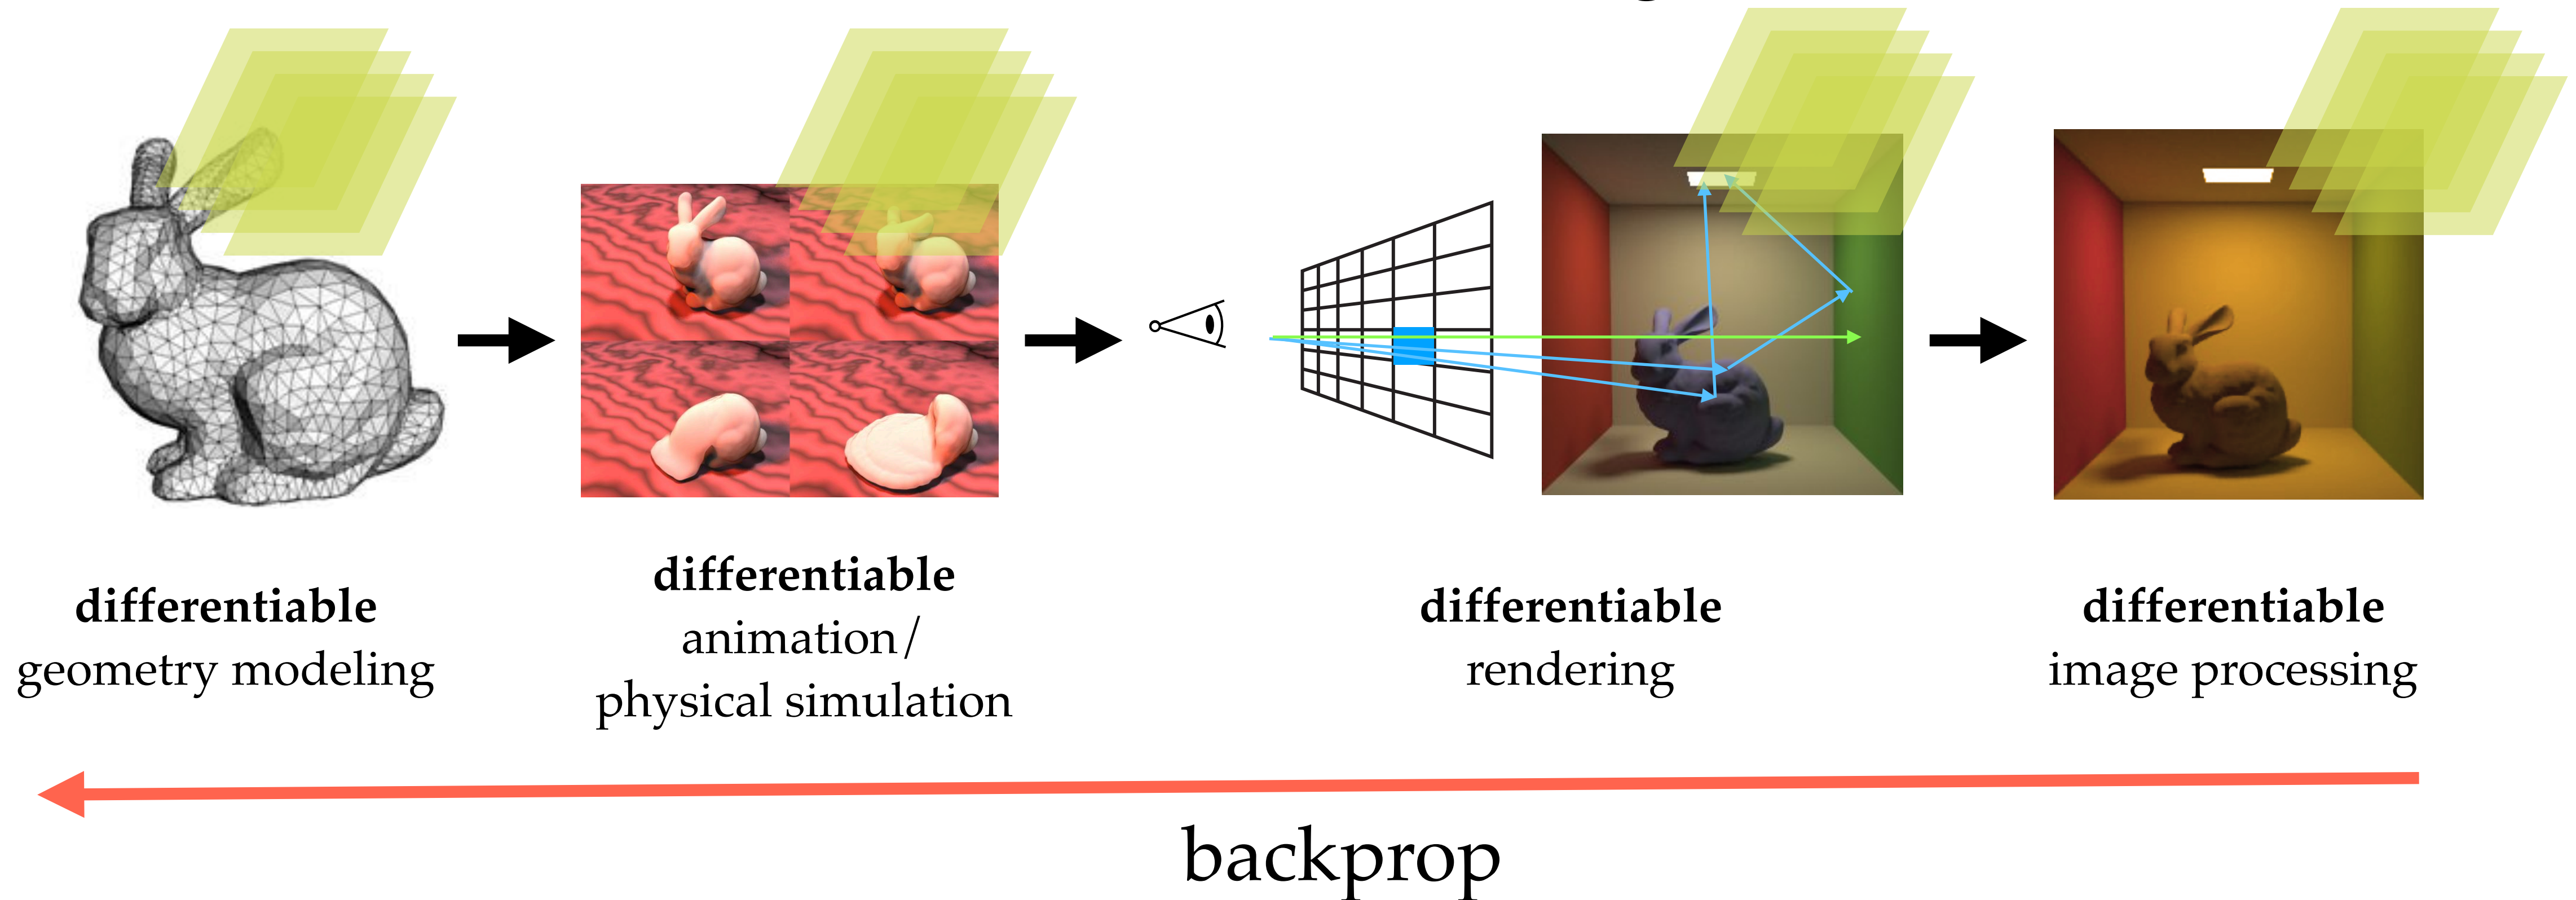 differentiable
geometry modeling
differentiable
animation/
physical simulation
differentiable
rendering
differentiable
image processing
backprop